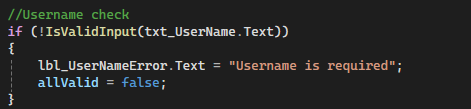 //Username check
if (!IsValidInput(txt_UserName.Text))
{
    lbl_UserNameError.Text = "Username is required";
    allValid = false;
}